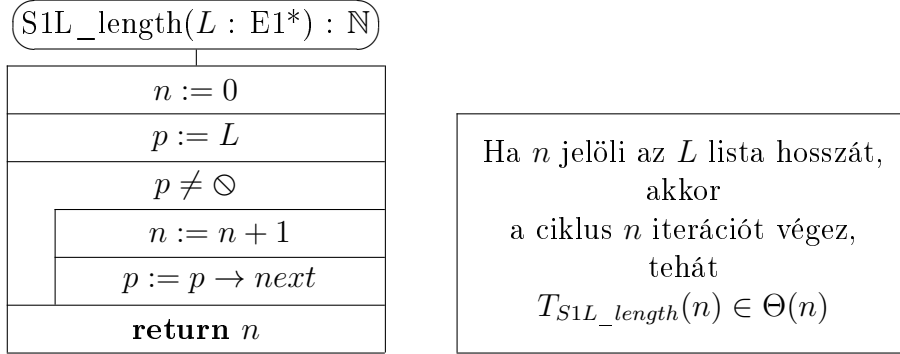 S1L_length(L : E1*) : ℕ
n := 0
p := L
p ≠ ⦸
n := n + 1
p := p → next
return n
Ha n jelöli az L lista hosszát,
akkor
a ciklus n iterációt végez,
tehát
T_{S1L_length}(n) ∈ Θ(n)